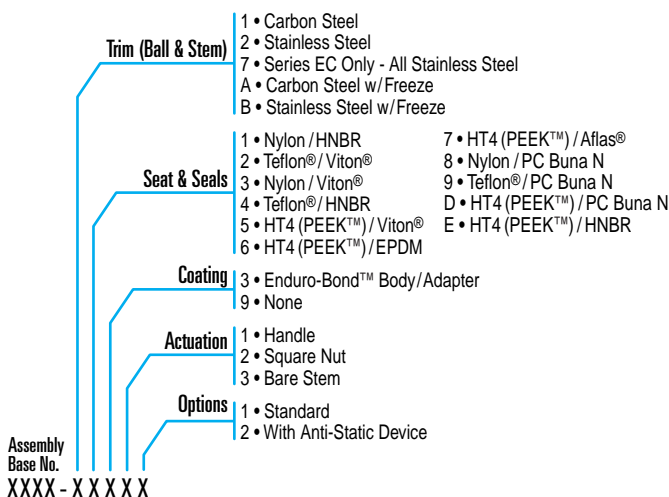 Trim (Ball & Stem)
1 • Carbon Steel
2 • Stainless Steel
7 • Series EC Only - All Stainless Steel
A • Carbon Steel w/Freeze
B • Stainless Steel w/Freeze
Seat & Seals
1 • Nylon/HNBR
2 • Teflon®/Viton®
3 • Nylon/Viton®
4 • Teflon®/HNBR
5 • HT4 (PEEK™)/Viton®
6 • HT4 (PEEK™)/EPDM
7 • HT4 (PEEK™)/Aflas®
8 • Nylon/PC Buna N
9 • Teflon®/PC Buna N
D • HT4 (PEEK™)/PC Buna N
E • HT4 (PEEK™)/HNBR
Coating
3 • Enduro-Bond™ Body/Adapter
9 • None
Actuation
1 • Handle
2 • Square Nut
3 • Bare Stem
Options
1 • Standard
2 • With Anti-Static Device
Assembly
Base No.
XXXX - X X X X X